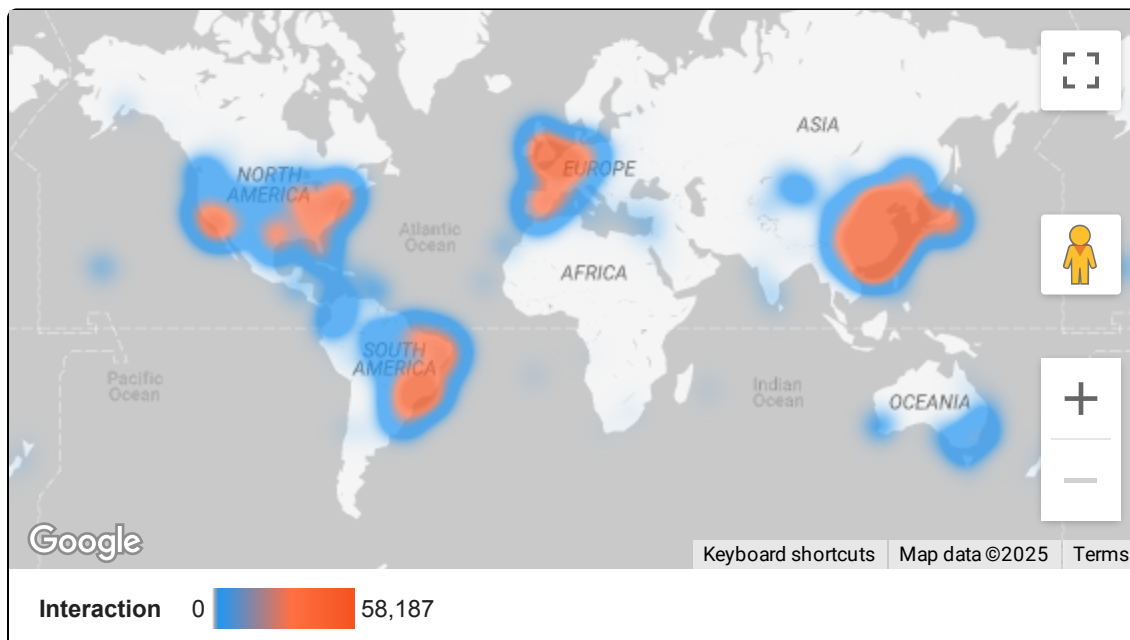 ASIA
NORTH
AMERICA
EUROPE
Atlantic
Ocean
AFRICA
SOUTH
AMERICA
Pacific
Ocean
Indian
Ocean
OCEANIA
Google
Keyboard shortcuts
Map data ©2025
Terms
Interaction 0 58,187